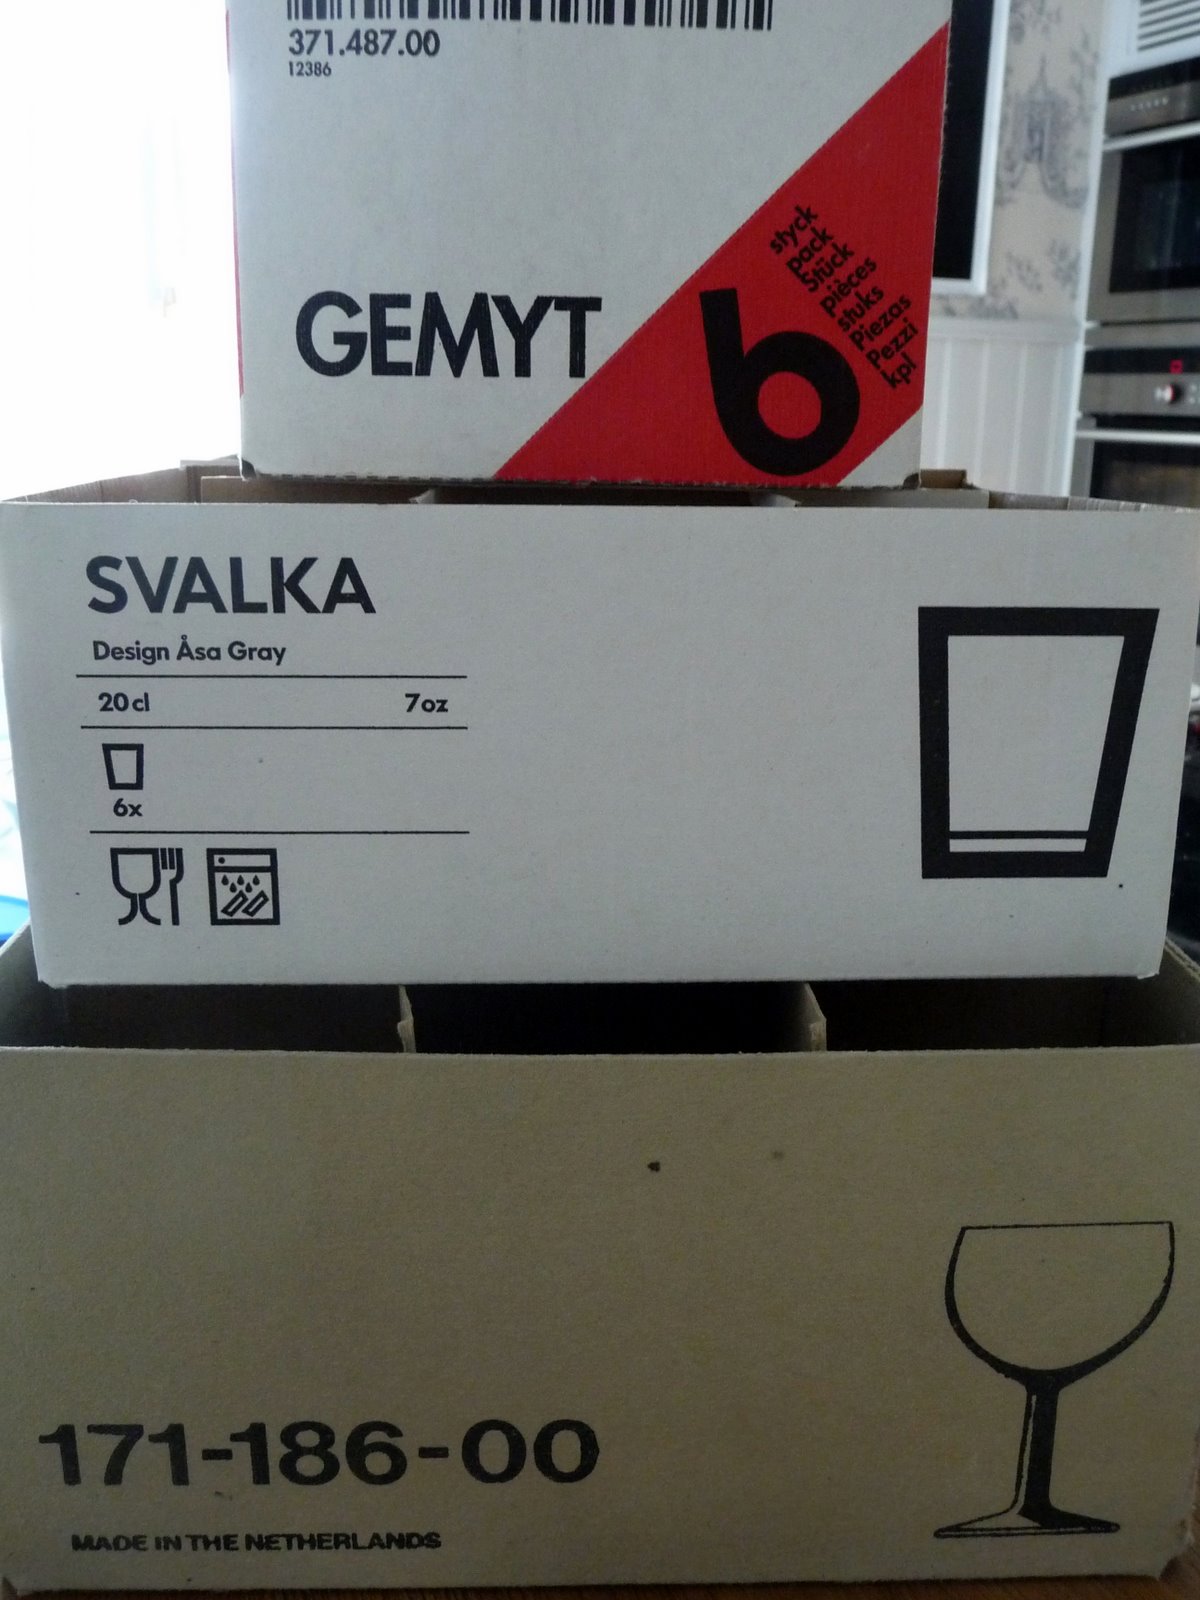 371.487.00
12386
styck
pack
Stück
pièces
stuks
Piezas
Pezzi
kpl
GEMYT
6
SVALKA
Design Åsa Gray
20 cl 7 oz
6x
171-186-00
MADE IN THE NETHERLANDS